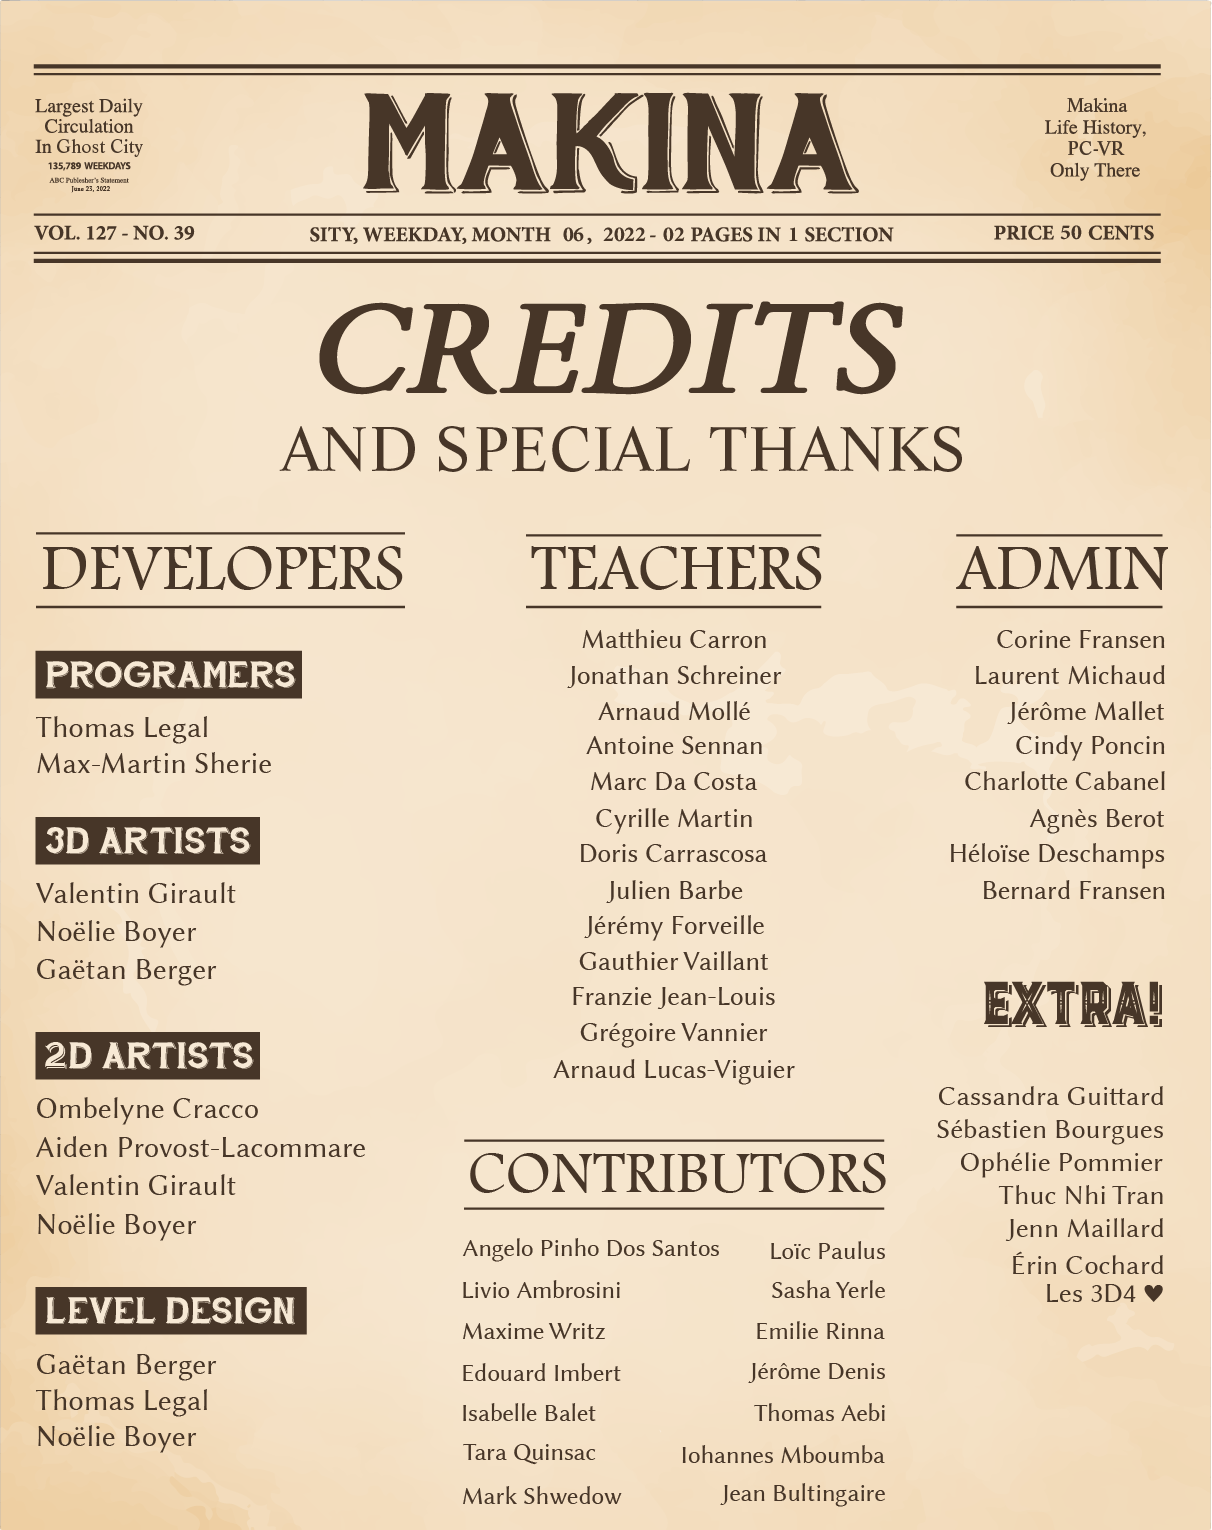 Largest Daily
Circulation
In Ghost City
135,789 WEEKDAYS
ABC Publesher's Statement
June 23, 2022
MAKINA
Makina
Life History,
PC-VR
Only There
VOL. 127 - NO. 39
SITY, WEEKDAY, MONTH 06, 2022 - 02 PAGES IN 1 SECTION
PRICE 50 CENTS
CREDITS
AND SPECIAL THANKS
DEVELOPERS
PROGRAMERS
Thomas Legal
Max-Martin Sherie
3D ARTISTS
Valentin Girault
Noëlie Boyer
Gaëtan Berger
2D ARTISTS
Ombelyne Cracco
Aiden Provost-Lacommare
Valentin Girault
Noëlie Boyer
LEVEL DESIGN
Gaëtan Berger
Thomas Legal
Noëlie Boyer
TEACHERS
Matthieu Carron
Jonathan Schreiner
Arnaud Mollé
Antoine Sennan
Marc Da Costa
Cyrille Martin
Doris Carrascosa
Julien Barbe
Jérémy Forveille
Gauthier Vaillant
Franzie Jean-Louis
Grégoire Vannier
Arnaud Lucas-Viguier
CONTRIBUTORS
Angelo Pinho Dos Santos
Livio Ambrosini
Maxime Writz
Edouard Imbert
Isabelle Balet
Tara Quinsac
Mark Shwedow
Loïc Paulus
Sasha Yerle
Emilie Rinna
Jérôme Denis
Thomas Aebi
Iohannes Mboumba
Jean Bultingaire
ADMIN
Corine Fransen
Laurent Michaud
Jérôme Mallet
Cindy Poncin
Charlotte Cabanel
Agnès Berot
Héloïse Deschamps
Bernard Fransen
EXTRA!
Cassandra Guittard
Sébastien Bourgues
Ophélie Pommier
Thuc Nhi Tran
Jenn Maillard
Érin Cochard
Les 3D4 ♥